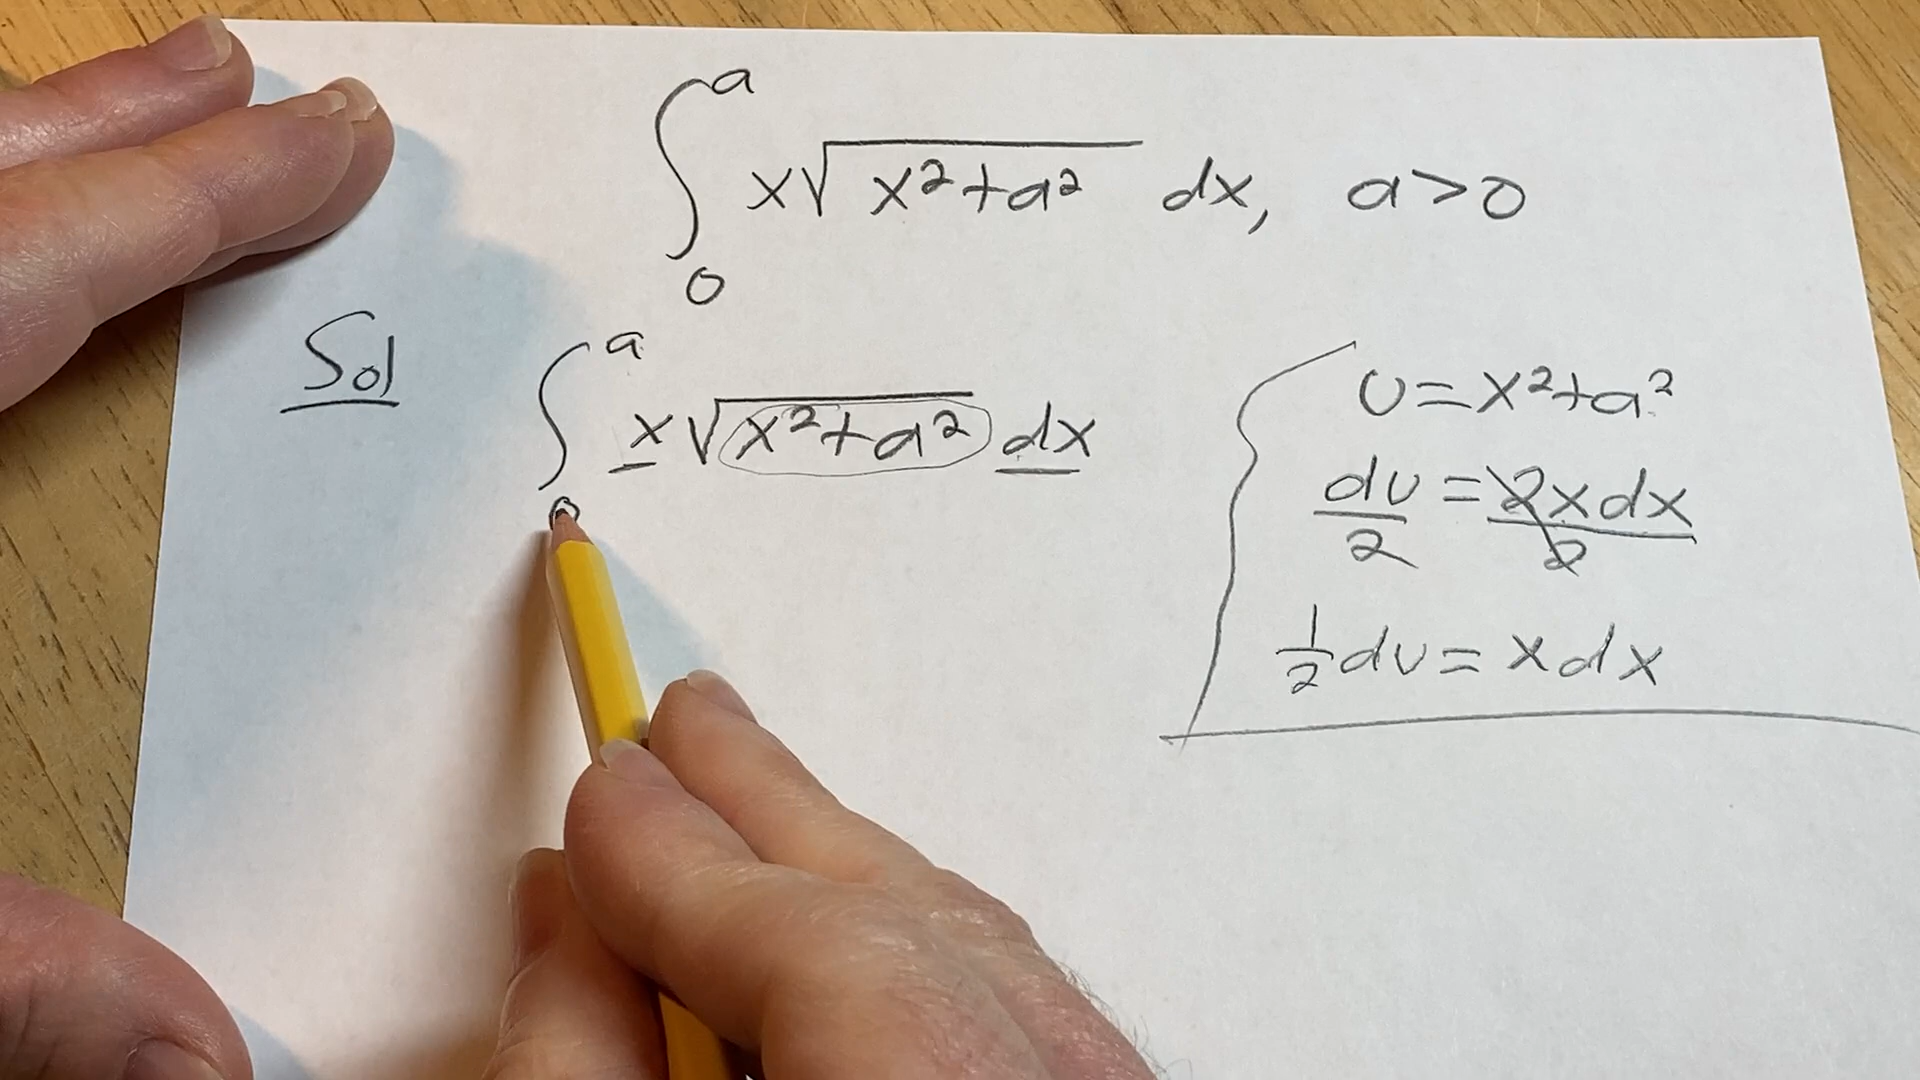 ∫₀ᵃ x√(x²+a²) dx, a>0
Sol
∫₀ᵃ x√(x²+a²) dx
u=x²+a²
du/2 = 2xdx/2
½du = xdx